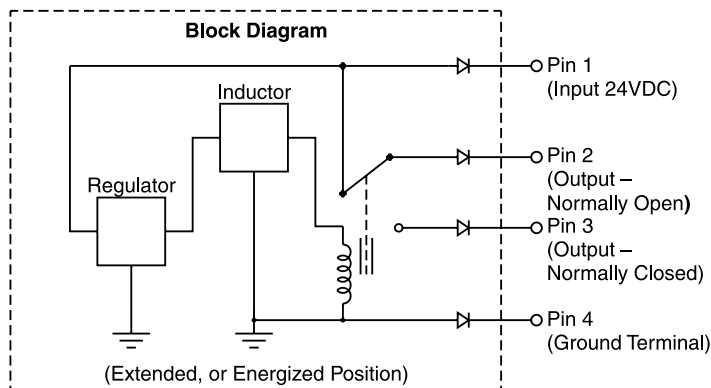 Block Diagram
Pin 1
(Input 24VDC)
Inductor
Pin 2
(Output –
Normally Open)
Regulator
Pin 3
(Output –
Normally Closed)
Pin 4
(Ground Terminal)
(Extended, or Energized Position)